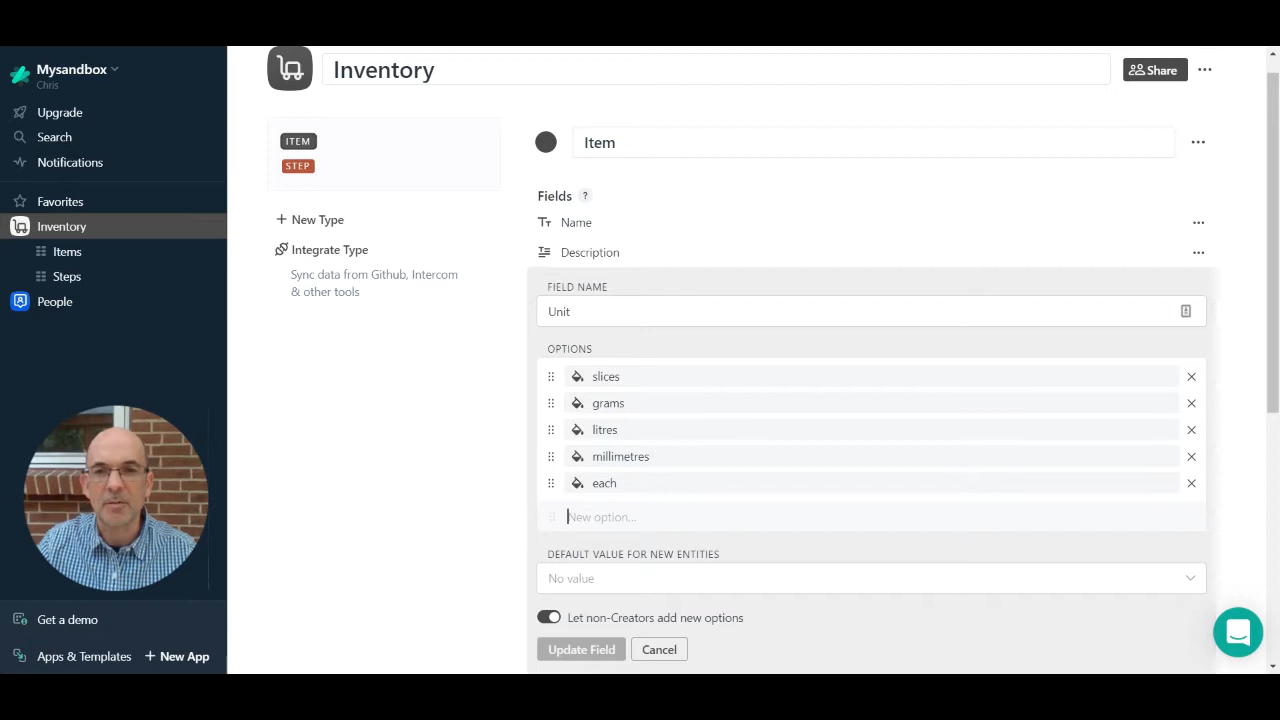 Mysandbox
Chris
Upgrade
Search
Notifications
Favorites
Inventory
Items
Steps
People
Get a demo
Apps & Templates
+ New App
Inventory
Share
ITEM
STEP
+ New Type
Integrate Type
Sync data from Github, Intercom
& other tools
Item
Fields ?
Name
Description
FIELD NAME
Unit
OPTIONS
slices
grams
litres
millimetres
each
New option...
DEFAULT VALUE FOR NEW ENTITIES
No value
Let non-Creators add new options
Update Field
Cancel